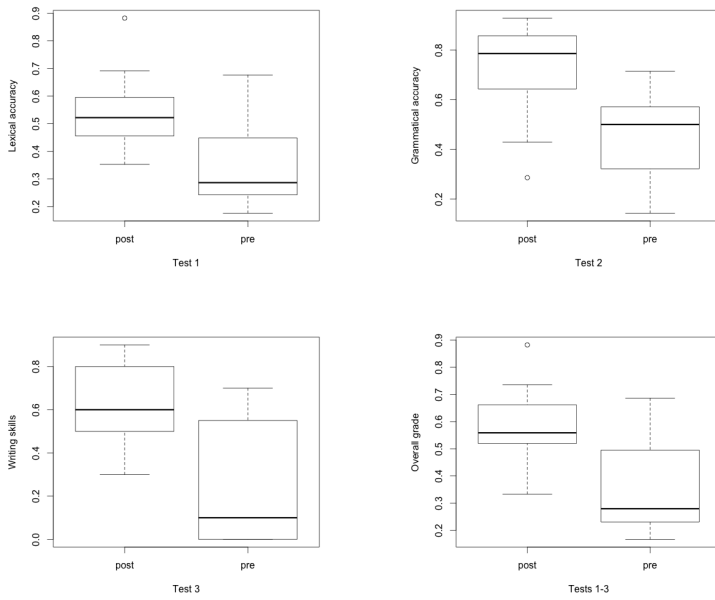 Lexical accuracy
0.2 0.3 0.4 0.5 0.6 0.7 0.8 0.9
post pre
Test 1
Grammatical accuracy
0.2 0.4 0.6 0.8
post pre
Test 2
Writing skills
0.0 0.2 0.4 0.6 0.8
post pre
Test 3
Overall grade
0.2 0.3 0.4 0.5 0.6 0.7 0.8 0.9
post pre
Tests 1-3